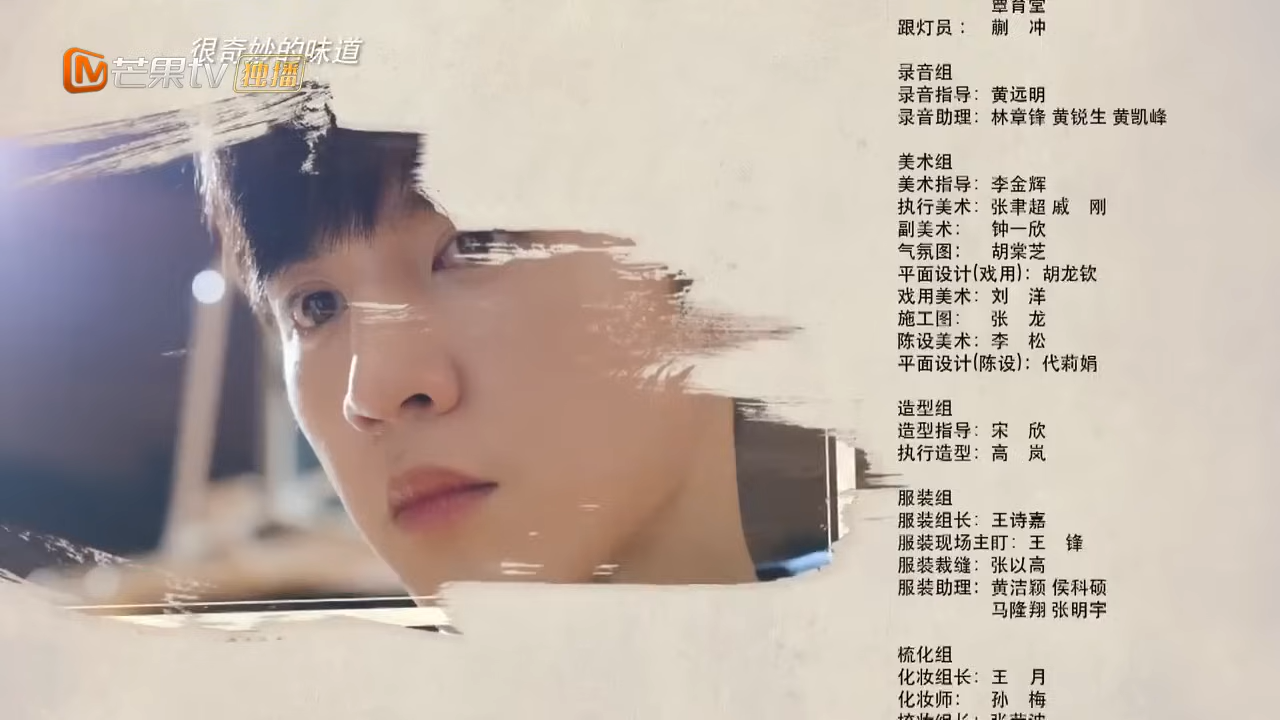 很奇妙的味道
芒果TV 独播
覃育堂
跟灯员： 蒯 冲
录音组
录音指导：黄远明
录音助理：林章锋 黄锐生 黄凯峰
美术组
美术指导：李金辉
执行美术：张聿超 戚 刚
副美术： 钟一欣
气氛图： 胡棠芝
平面设计(戏用)：胡龙钦
戏用美术：刘 洋
施工图： 张 龙
陈设美术：李 松
平面设计(陈设)：代莉娟
造型组
造型指导：宋 欣
执行造型：高 岚
服装组
服装组长：王诗嘉
服装现场主盯：王 锋
服装裁缝：张以高
服装助理：黄洁颖 侯科硕
马隆翔 张明宇
梳化组
化妆组长：王 月
化妆师： 孙 梅